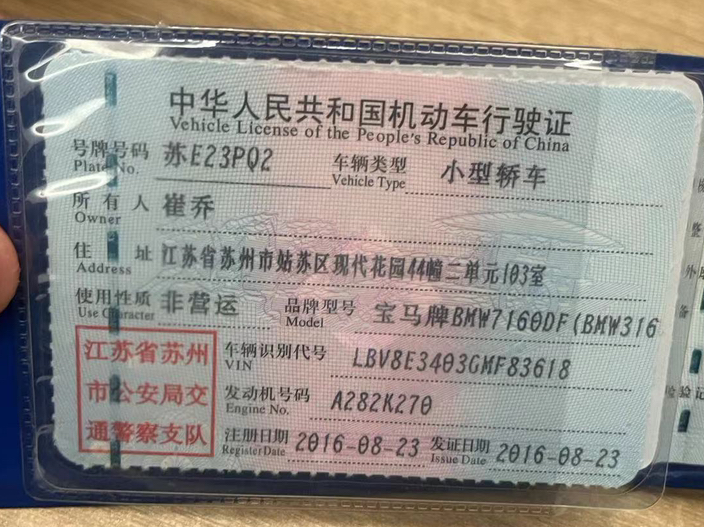 中华人民共和国机动车行驶证
Vehicle License of the People's Republic of China
号牌号码 苏E23PQ2 车辆类型 小型轿车
Plate No. Vehicle Type
所有人 崔乔
Owner
住址 江苏省苏州市姑苏区现代花园44幢二单元103室
Address
使用性质 非营运 品牌型号 宝马牌BMW7160DF(BMW316
Use Character Model
江苏省苏州
市公安局交
通警察支队
车辆识别代号 LBV8E3403GMF83618
VIN
发动机号码 A282K270
Engine No.
注册日期 2016-08-23 发证日期 2016-08-23
Register Date Issue Date